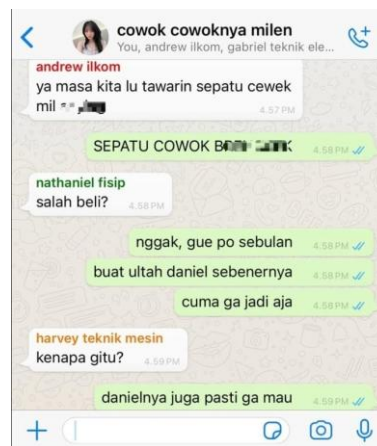 cowok cowoknya milen
You, andrew ilkom, gabriel teknik ele...
andrew ilkom
ya masa kita lu tawarin sepatu cewek
mil
4.57 PM
SEPATU COWOK
4.58 PM
nathaniel fisip
salah beli?
4.58 PM
nggak, gue po sebulan
4.58 PM
buat ultah daniel sebenernya
4.58 PM
cuma ga jadi aja
4.58 PM
harvey teknik mesin
kenapa gitu?
4.59 PM
danielnya juga pasti ga mau
4.59 PM